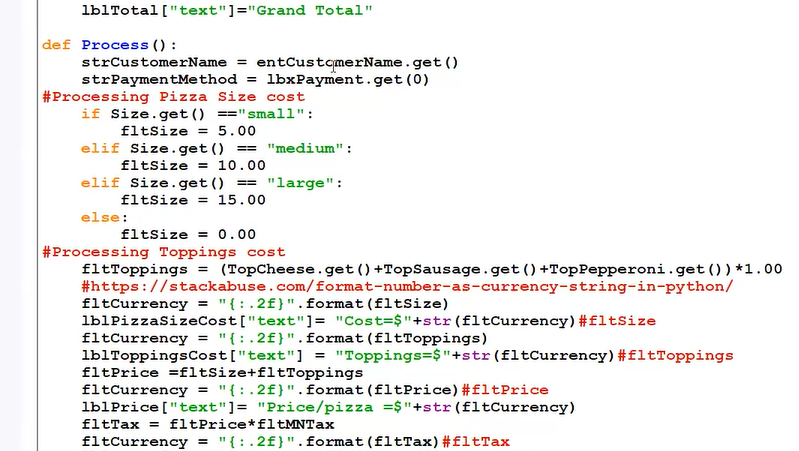 lblTotal["text"]="Grand Total"
def Process():
    strCustomerName = entCustomerName.get()
    strPaymentMethod = lbxPayment.get(0)
#Processing Pizza Size cost
    if Size.get() =="small":
        fltSize = 5.00
    elif Size.get() == "medium":
        fltSize = 10.00
    elif Size.get() == "large":
        fltSize = 15.00
    else:
        fltSize = 0.00
#Processing Toppings cost
    fltToppings = (TopCheese.get()+TopSausage.get()+TopPepperoni.get())*1.00
    #https://stackabuse.com/format-number-as-currency-string-in-python/
    fltCurrency = "{:.2f}".format(fltSize)
    lblPizzaSizeCost["text"]= "Cost=$"+str(fltCurrency)#fltSize
    fltCurrency = "{:.2f}".format(fltToppings)
    lblToppingsCost["text"] = "Toppings=$"+str(fltCurrency)#fltToppings
    fltPrice =fltSize+fltToppings
    fltCurrency = "{:.2f}".format(fltPrice)#fltPrice
    lblPrice["text"]= "Price/pizza =$"+str(fltCurrency)
    fltTax = fltPrice*fltMNTax
    fltCurrency = "{:.2f}".format(fltTax)#fltTax